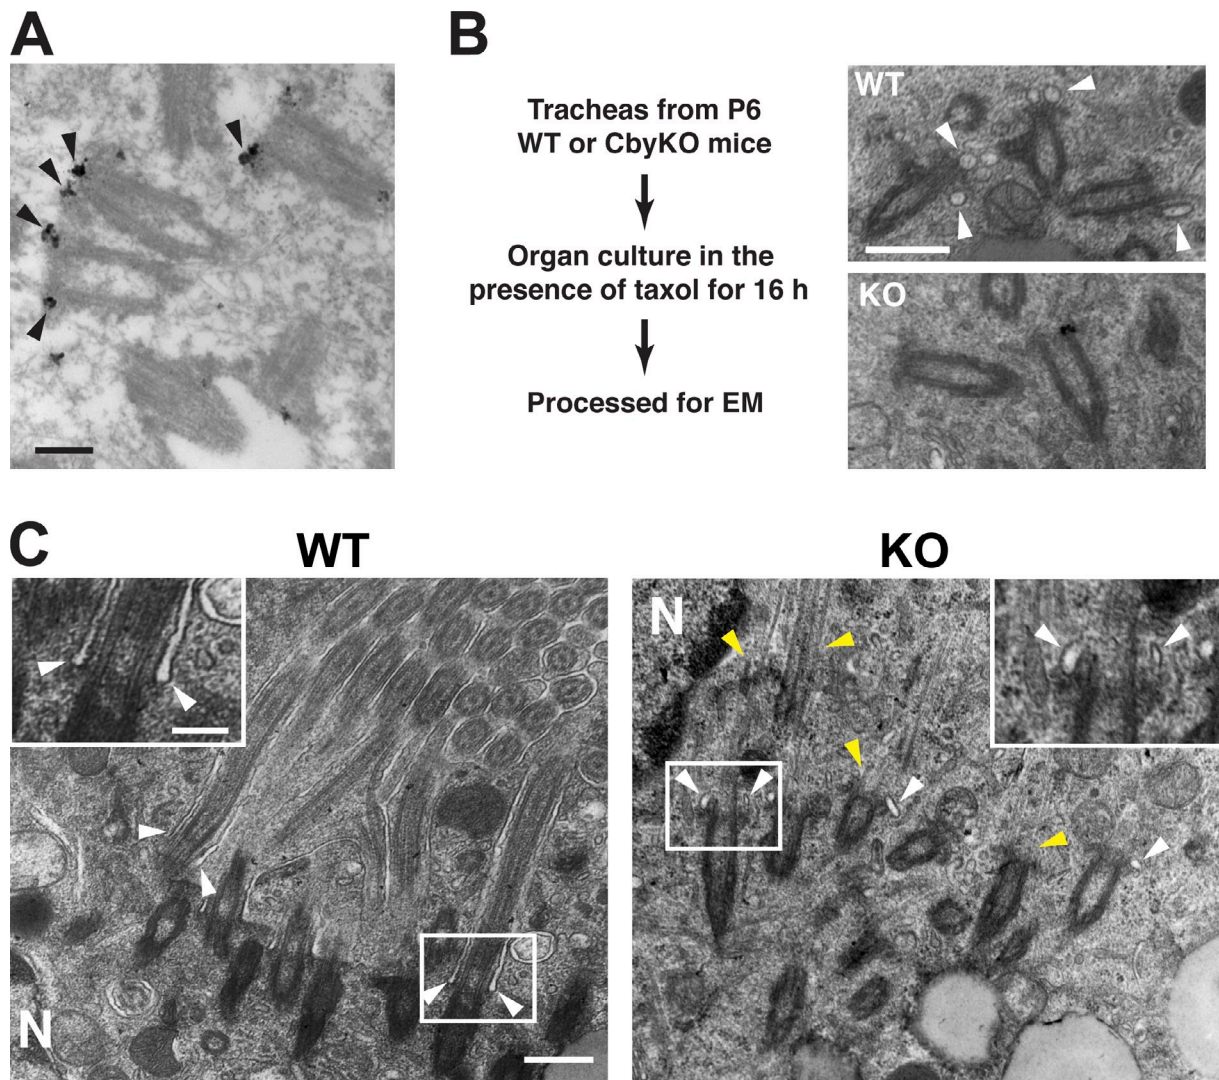 A
B
Tracheas from P6
WT or CbyKO mice
Organ culture in the
presence of taxol for 16 h
Processed for EM
WT
KO
C
WT
KO
N
N